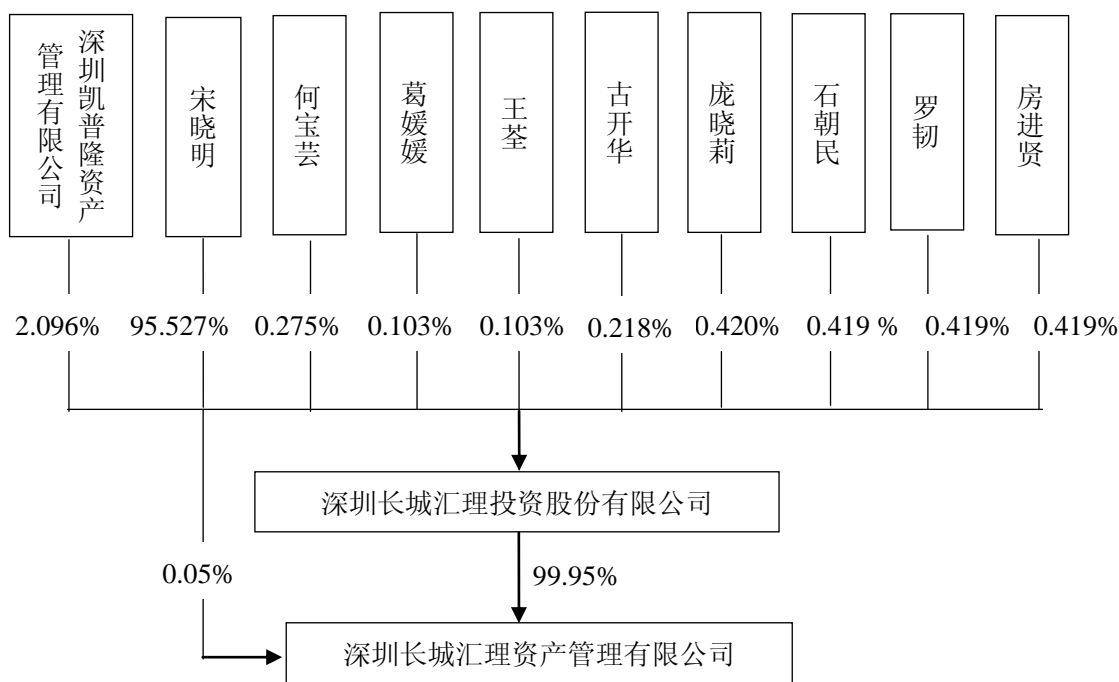 深圳凯普隆资产
管理有限公司
宋晓明
何宝芸
葛媛媛
王荃
古开华
庞晓莉
石朝民
罗韧
房进贤
2.096%
95.527%
0.275%
0.103%
0.103%
0.218%
0.420%
0.419 %
0.419%
0.419%
深圳长城汇理投资股份有限公司
0.05%
99.95%
深圳长城汇理资产管理有限公司